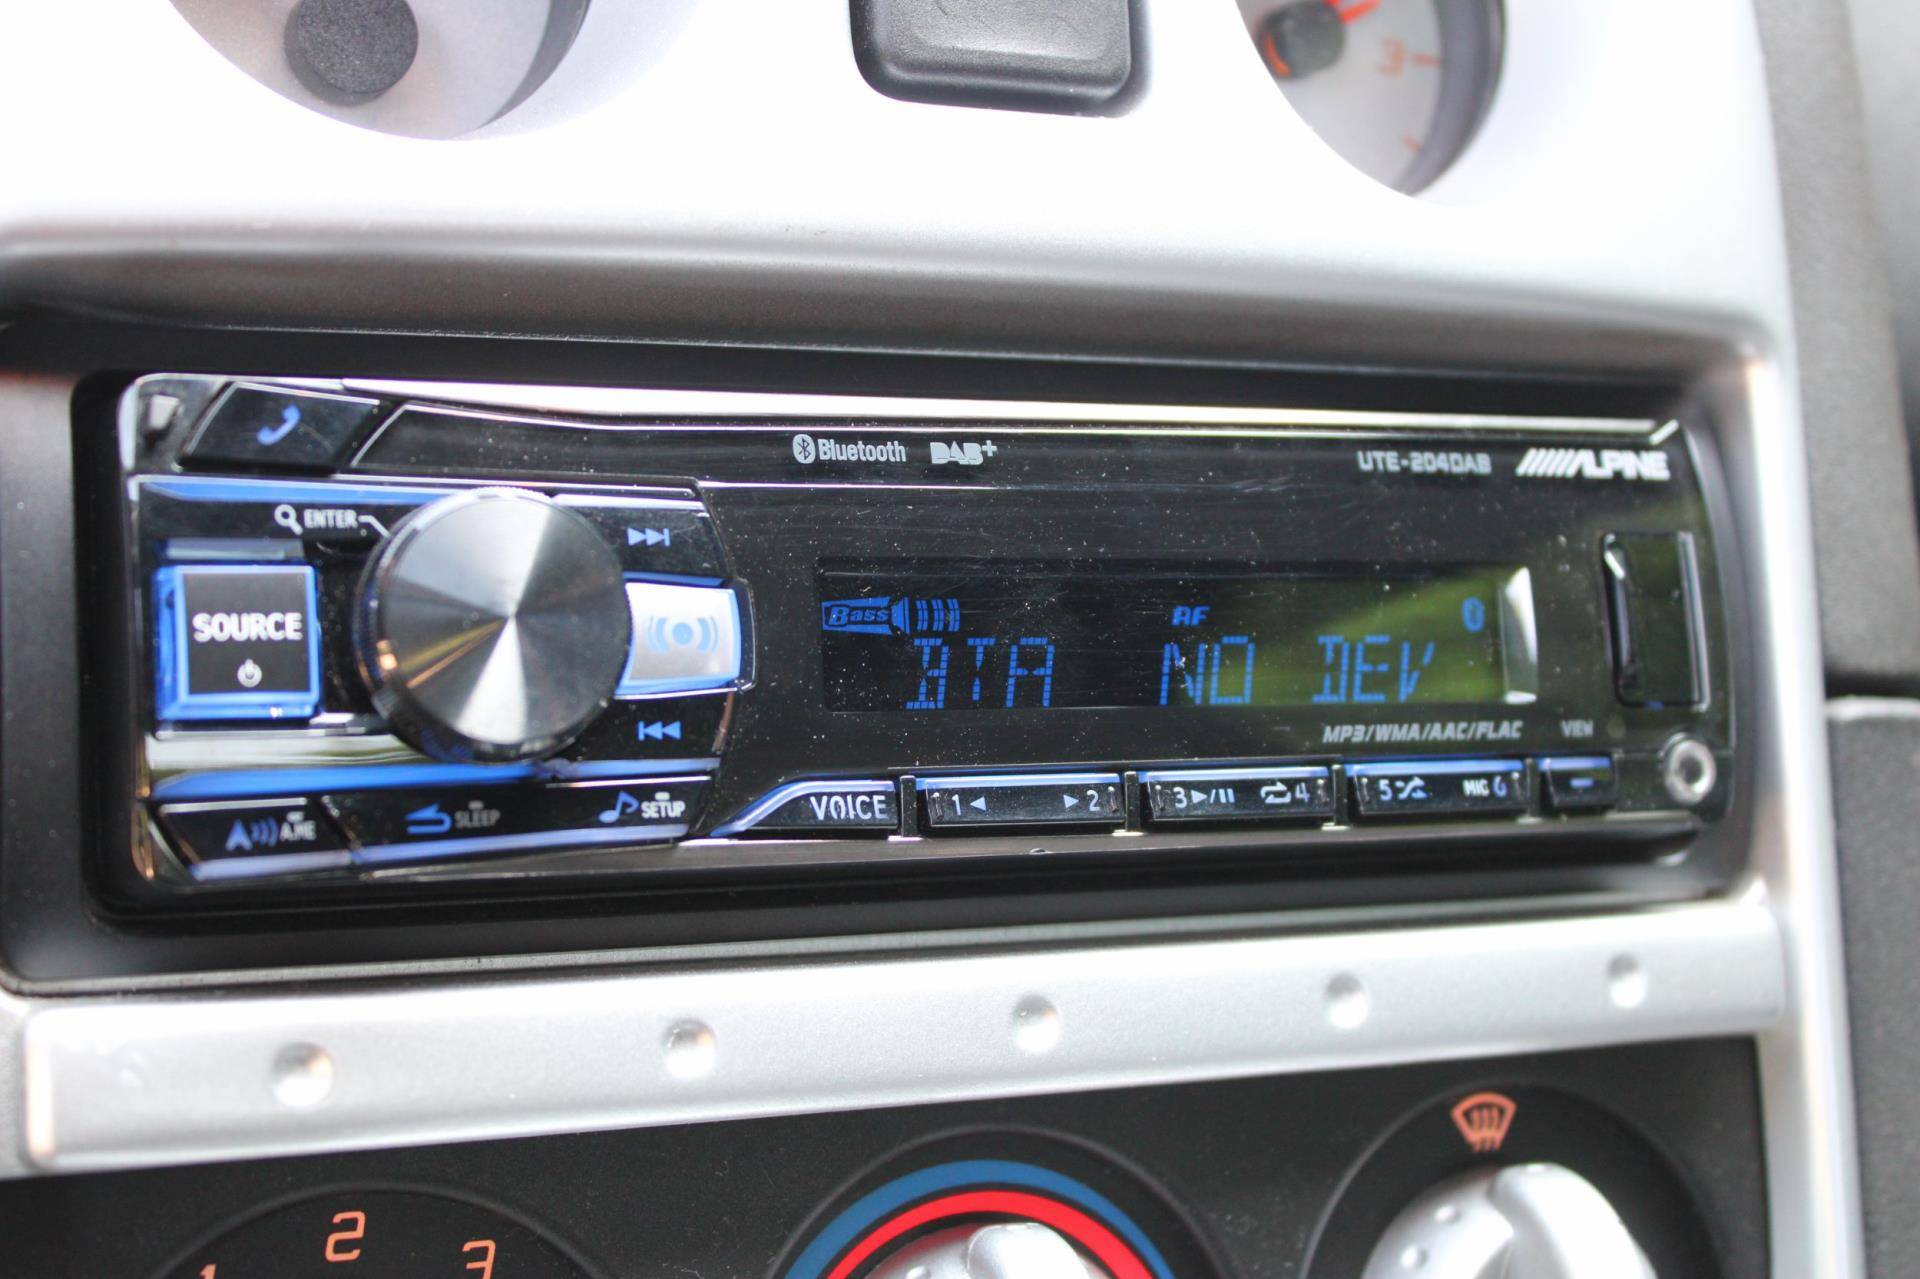 3
Bluetooth DAB+
UTE-204DAB ALPINE
ENTER
SOURCE
Bass AF
BTA NO DEV
MP3/WMA/AAC/FLAC VIEW
A.ME SLEEP SETUP VOICE 1 2 3 4 5 MIC 6
1 2 3